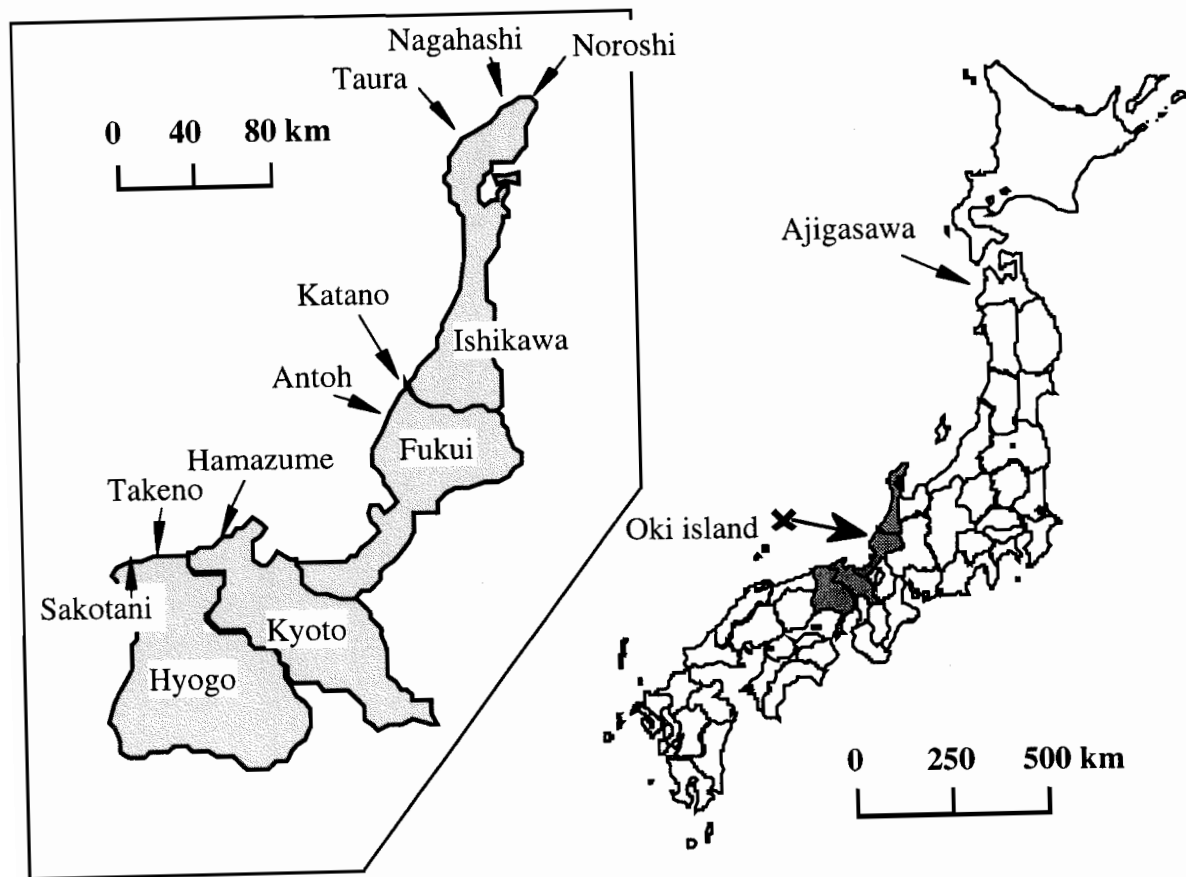 Nagahashi
Noroshi
Taura
0 40 80 km
Ajigasawa
Katano
Ishikawa
Antoh
Fukui
Hamazume
Takeno
Oki island
Sakotani
Kyoto
Hyogo
0 250 500 km